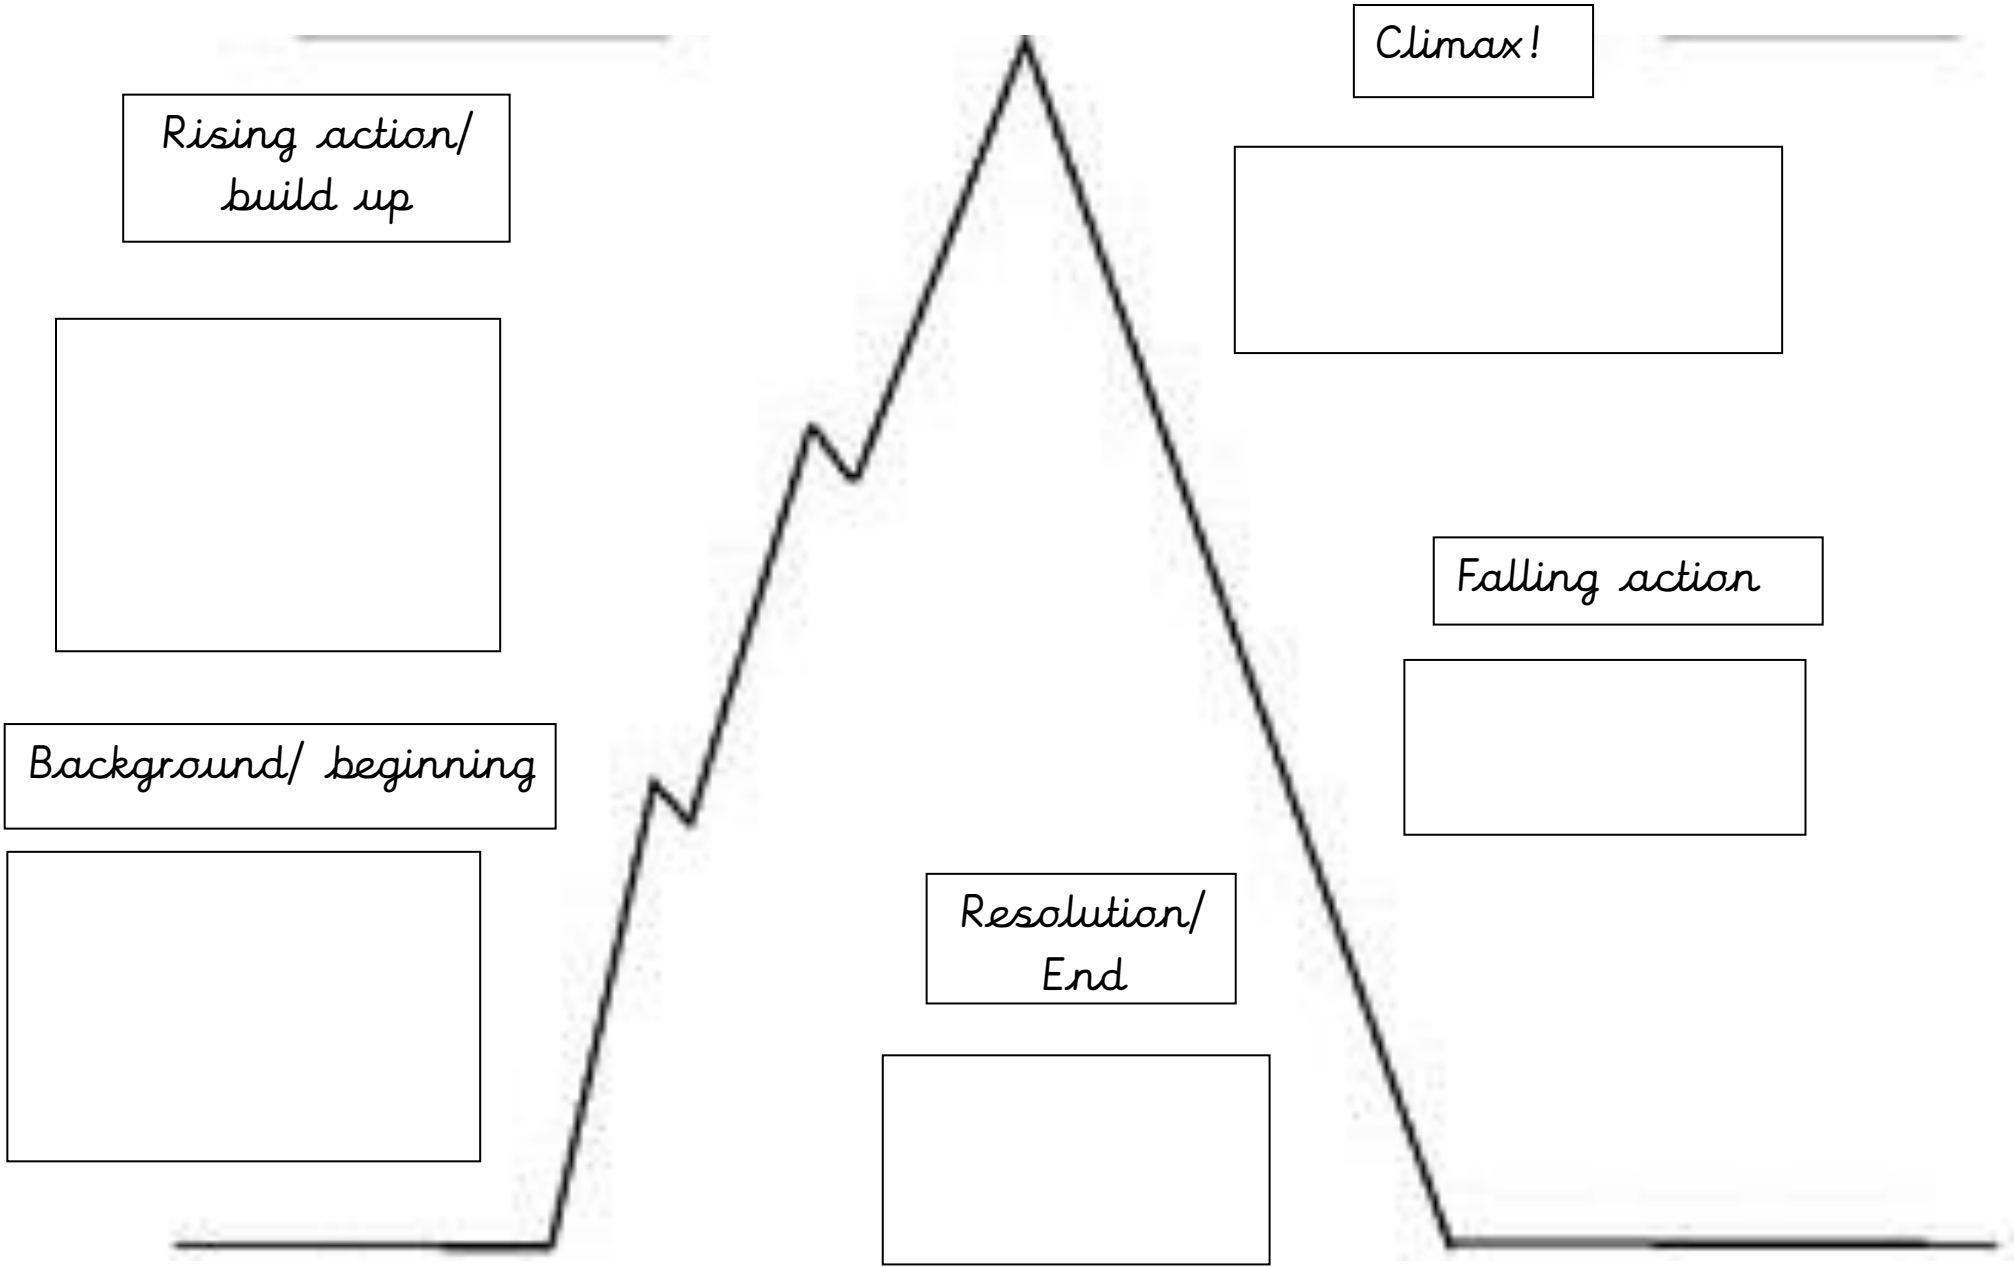 Climax!
Rising action/
build up
Falling action
Background/ beginning
Resolution/
End